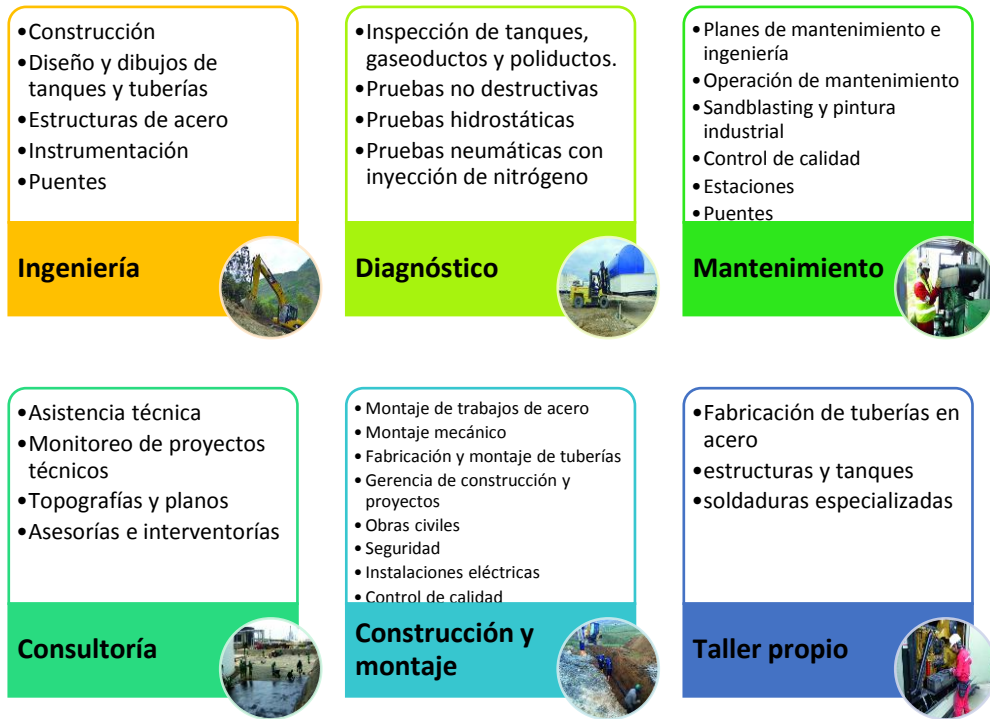 •Construcción
•Diseño y dibujos de
tanques y tuberías
•Estructuras de acero
•Instrumentación
•Puentes
Ingeniería
•Inspección de tanques,
gaseoductos y poliductos.
•Pruebas no destructivas
•Pruebas hidrostáticas
•Pruebas neumáticas con
inyección de nitrógeno
Diagnóstico
•Planes de mantenimiento e
ingeniería
•Operación de mantenimiento
•Sandblasting y pintura
industrial
•Control de calidad
•Estaciones
•Puentes
Mantenimiento
•Asistencia técnica
•Monitoreo de proyectos
técnicos
•Topografías y planos
•Asesorías e interventorías
Consultoría
•Montaje de trabajos de acero
•Montaje mecánico
•Fabricación y montaje de tuberías
•Gerencia de construcción y
proyectos
•Obras civiles
•Seguridad
•Instalaciones eléctricas
•Control de calidad
Construcción y
montaje
•Fabricación de tuberías en
acero
•estructuras y tanques
•soldaduras especializadas
Taller propio